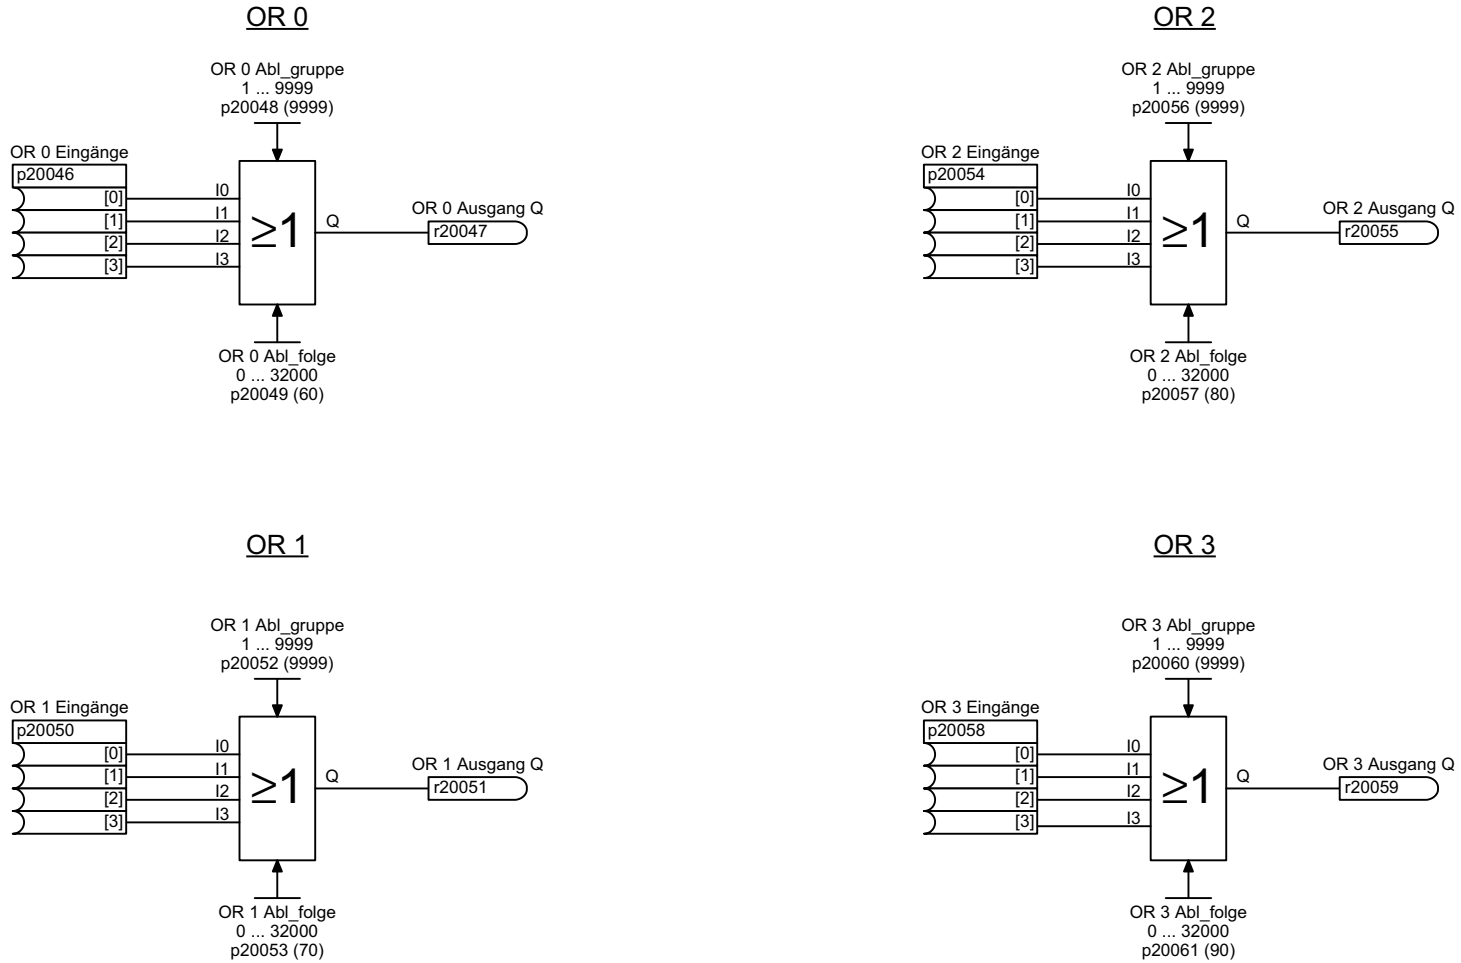 OR 0
OR 0 Abl_gruppe
1 ... 9999
p20048 (9999)
OR 0 Eingänge
p20046
[0]
[1]
[2]
[3]
I0
I1
I2
I3
≥1
Q
OR 0 Ausgang Q
r20047
OR 0 Abl_folge
0 ... 32000
p20049 (60)
OR 2
OR 2 Abl_gruppe
1 ... 9999
p20056 (9999)
OR 2 Eingänge
p20054
[0]
[1]
[2]
[3]
I0
I1
I2
I3
≥1
Q
OR 2 Ausgang Q
r20055
OR 2 Abl_folge
0 ... 32000
p20057 (80)
OR 1
OR 1 Abl_gruppe
1 ... 9999
p20052 (9999)
OR 1 Eingänge
p20050
[0]
[1]
[2]
[3]
I0
I1
I2
I3
≥1
Q
OR 1 Ausgang Q
r20051
OR 1 Abl_folge
0 ... 32000
p20053 (70)
OR 3
OR 3 Abl_gruppe
1 ... 9999
p20060 (9999)
OR 3 Eingänge
p20058
[0]
[1]
[2]
[3]
I0
I1
I2
I3
≥1
Q
OR 3 Ausgang Q
r20059
OR 3 Abl_folge
0 ... 32000
p20061 (90)